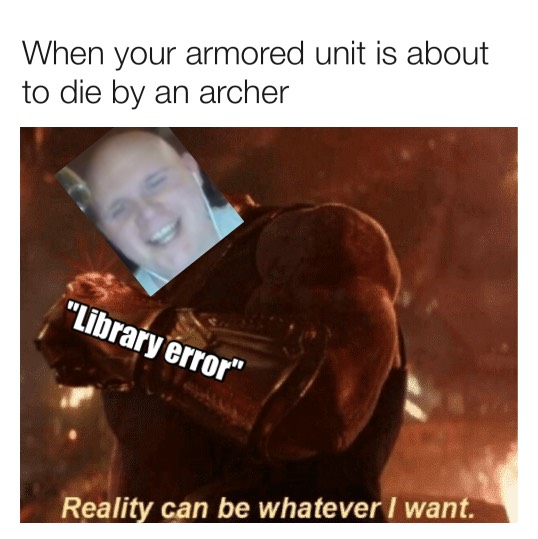 When your armored unit is about
to die by an archer
"Library error"
Reality can be whatever I want.